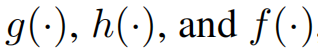 g(·), h(·), and f(·).